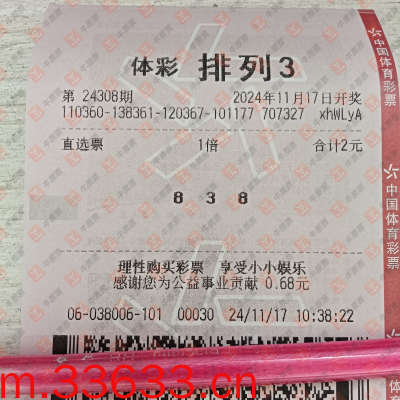 体彩 排列3
第 24308期 2024年11月17日开奖
110360-138361-120367-101177 707327 xhWLyA
直选票 1倍 合计2元
8 3 8
理性购买彩票 享受小小娱乐
感谢您为公益事业贡献 0.68元
06-038006-101 00030 24/11/17 10:38:22
中国体育彩票
中国体育彩票
m.33633.cn